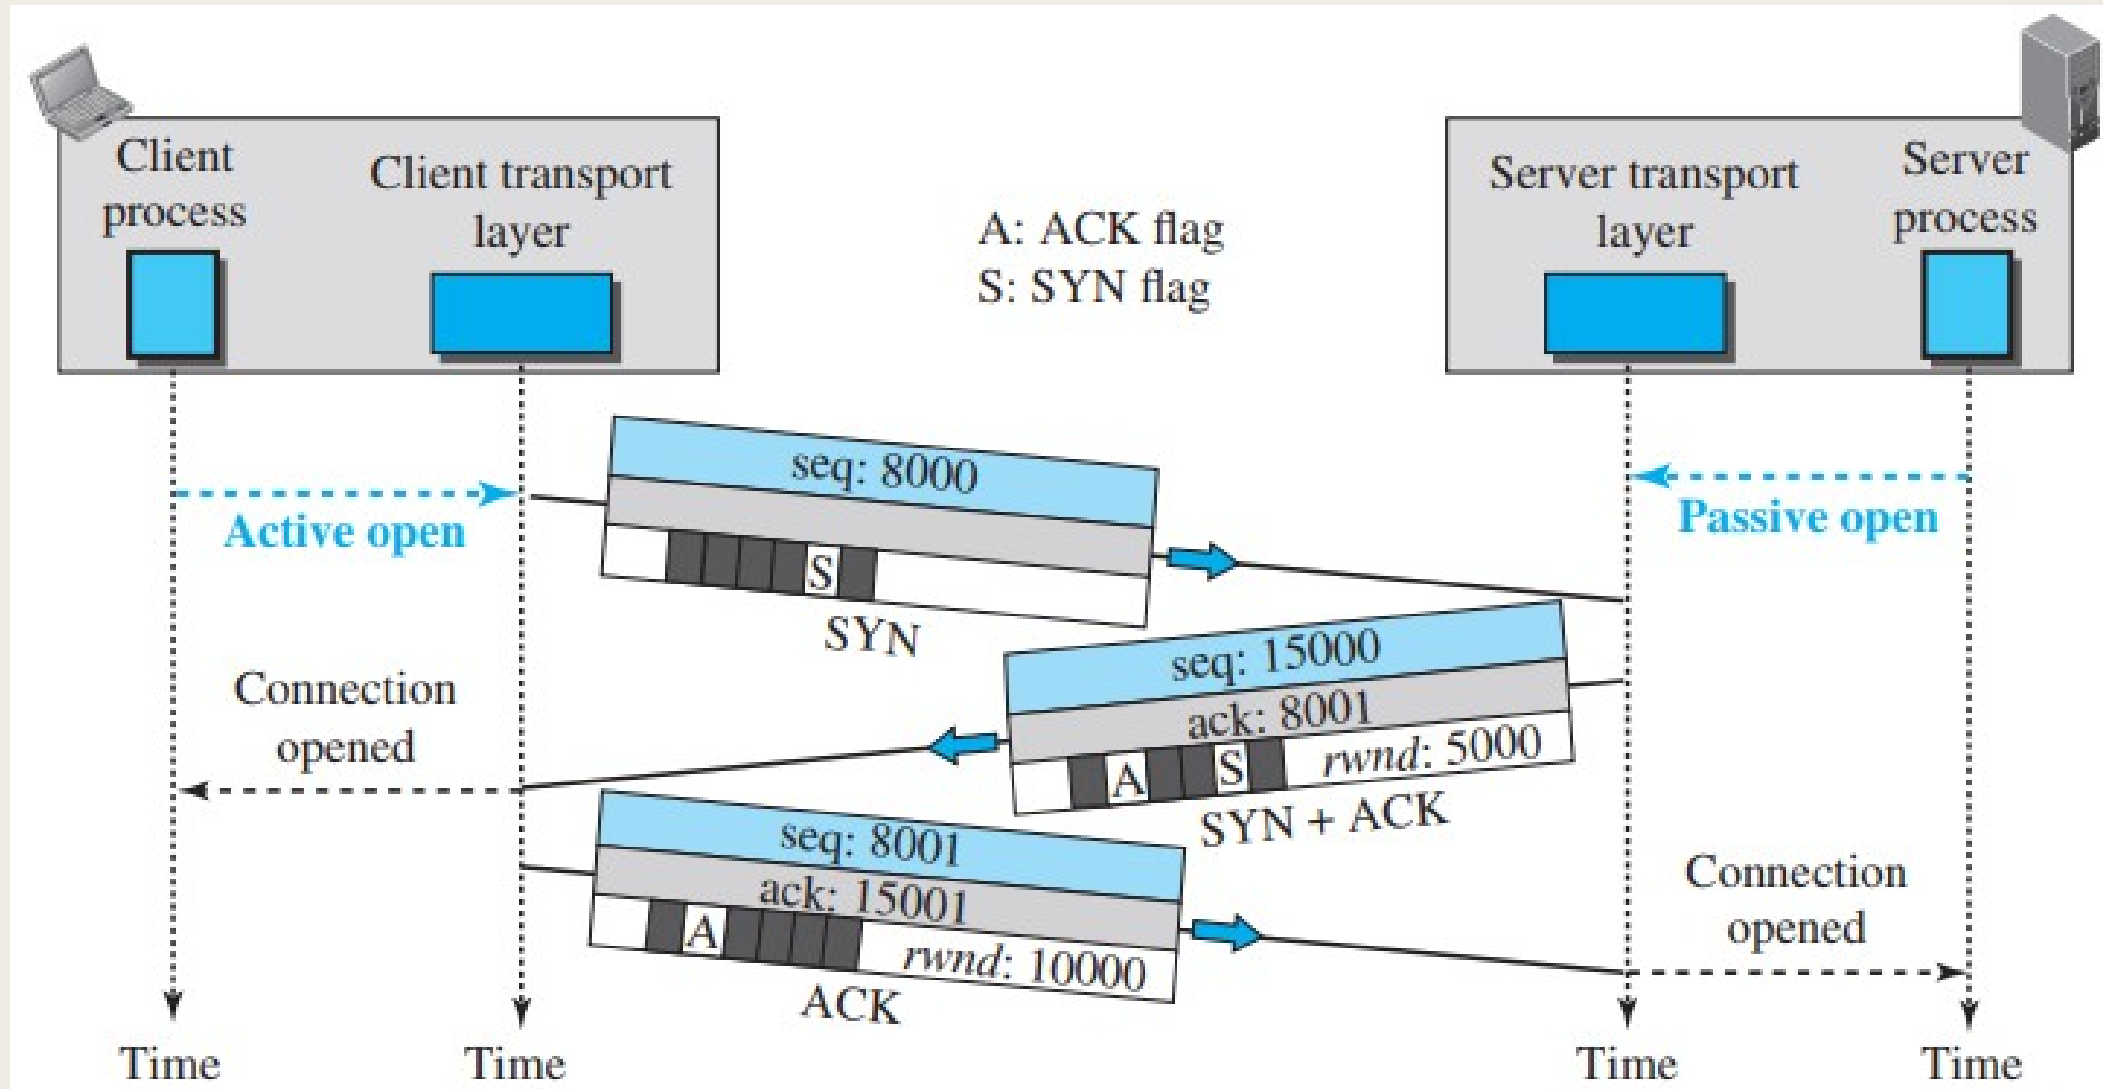 Client
process
Client transport
layer
A: ACK flag
S: SYN flag
Server transport
layer
Server
process
Active open
seq: 8000
S
SYN
Passive open
seq: 15000
ack: 8001
A
S
rwnd: 5000
SYN + ACK
Connection
opened
seq: 8001
ack: 15001
A
rwnd: 10000
ACK
Connection
opened
Time
Time
Time
Time